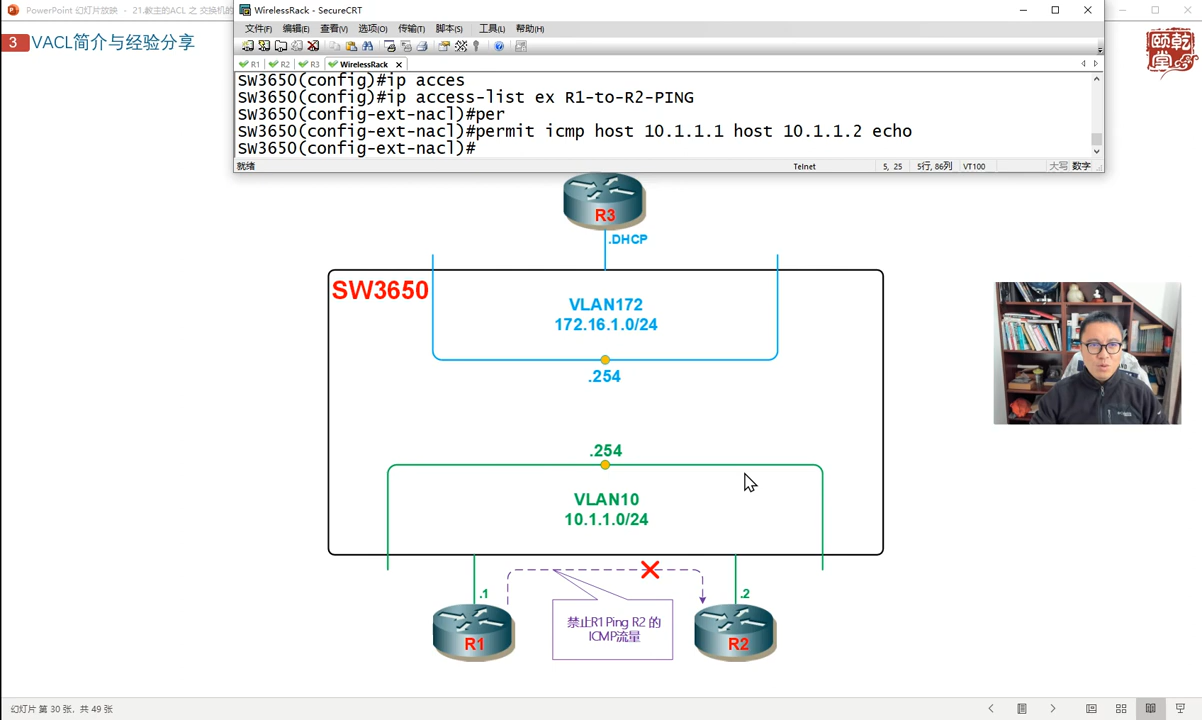 PowerPoint 幻灯片放映 - 21.教主的ACL 之 交换机的
WirelessRack - SecureCRT
3 VACL简介与经验分享
文件(F) 编辑(E) 查看(V) 选项(O) 传输(T) 脚本(S) 工具(L) 帮助(H)
R1 R2 R3 WirelessRack
SW3650(config)#ip acces
SW3650(config)#ip access-list ex R1-to-R2-PING
SW3650(config-ext-nacl)#per
SW3650(config-ext-nacl)#permit icmp host 10.1.1.1 host 10.1.1.2 echo
SW3650(config-ext-nacl)#
就绪 Telnet 5, 25 5行, 86列 VT100 大写 数字
乾颐堂
R3
.DHCP
SW3650
VLAN172
172.16.1.0/24
.254
.254
VLAN10
10.1.1.0/24
.1
.2
禁止R1 Ping R2 的
ICMP流量
R1
R2
幻灯片 第 30 张，共 49 张